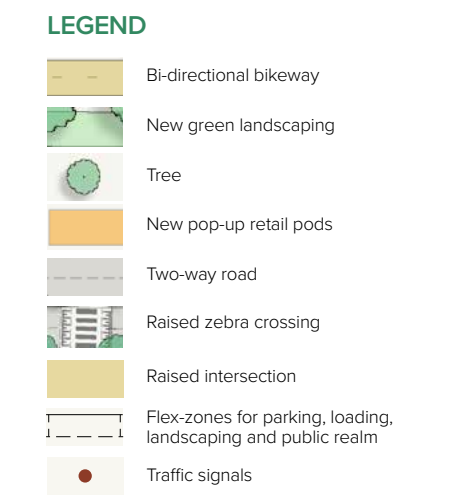 LEGEND
Bi-directional bikeway
New green landscaping
Tree
New pop-up retail pods
Two-way road
Raised zebra crossing
Raised intersection
Flex-zones for parking, loading,
landscaping and public realm
Traffic signals